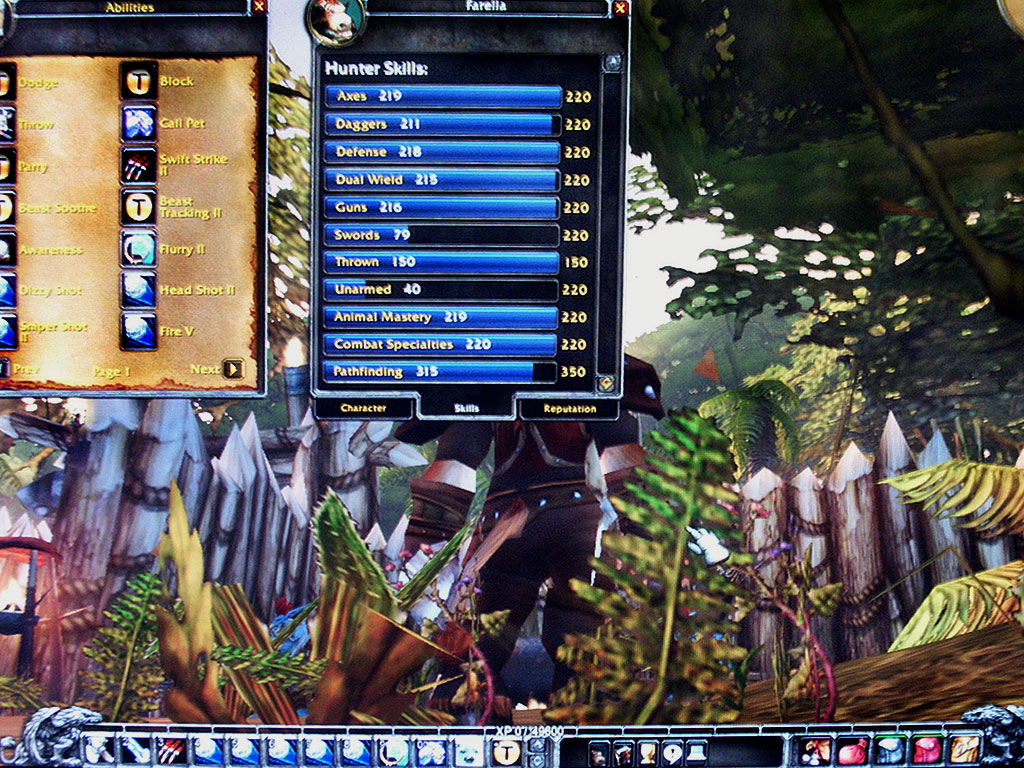 Abilities
Dodge
Block
Throw
Call Pet
Parry
Swift Strike
II
Beast Soothe
Beast
Tracking II
Awareness
Flurry II
Dizzy Shot
Head Shot II
Sniper Shot
II
Fire V
Prev
Page 1
Next
Farella
Hunter Skills:
Axes 219 220
Daggers 211 220
Defense 218 220
Dual Wield 215 220
Guns 216 220
Swords 79 220
Thrown 150 150
Unarmed 40 220
Animal Mastery 219 220
Combat Specialties 220 220
Pathfinding 315 350
Character
Skills
Reputation